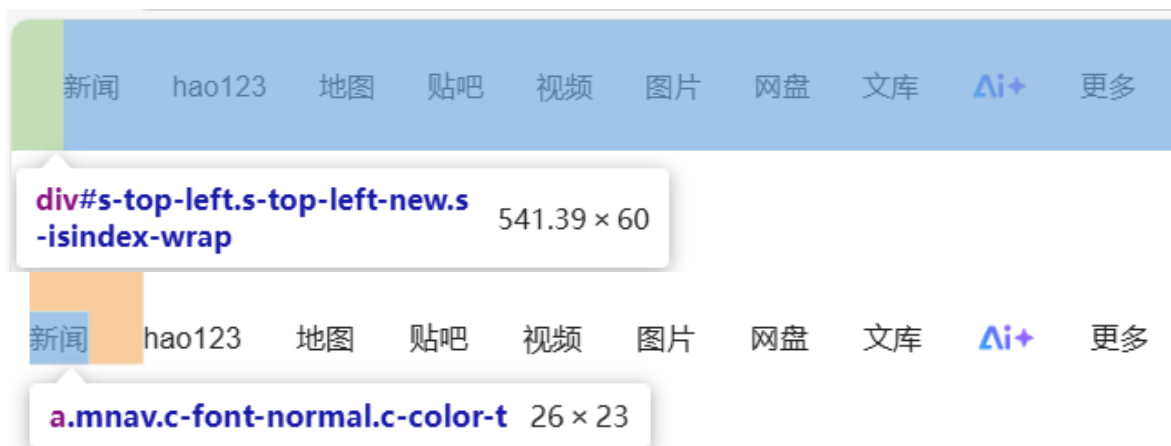 新闻 hao123 地图 贴吧 视频 图片 网盘 文库 Ai+ 更多
div#s-top-left.s-top-left-new.s
-isindex-wrap 541.39 × 60
新闻 hao123 地图 贴吧 视频 图片 网盘 文库 Ai+ 更多
a.mnav.c-font-normal.c-color-t 26 × 23